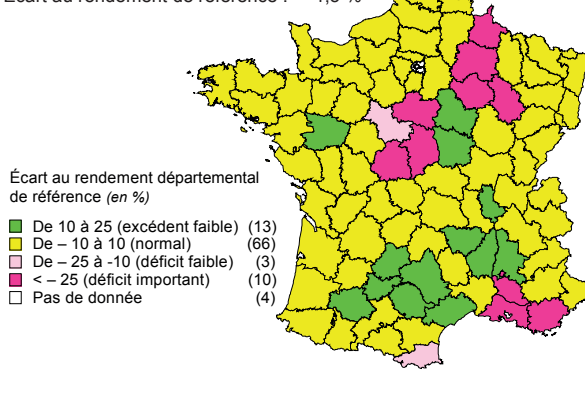 Écart au rendement départemental
de référence (en %)
De 10 à 25 (excédent faible) (13)
De – 10 à 10 (normal) (66)
De – 25 à -10 (déficit faible) (3)
< – 25 (déficit important) (10)
Pas de donnée (4)